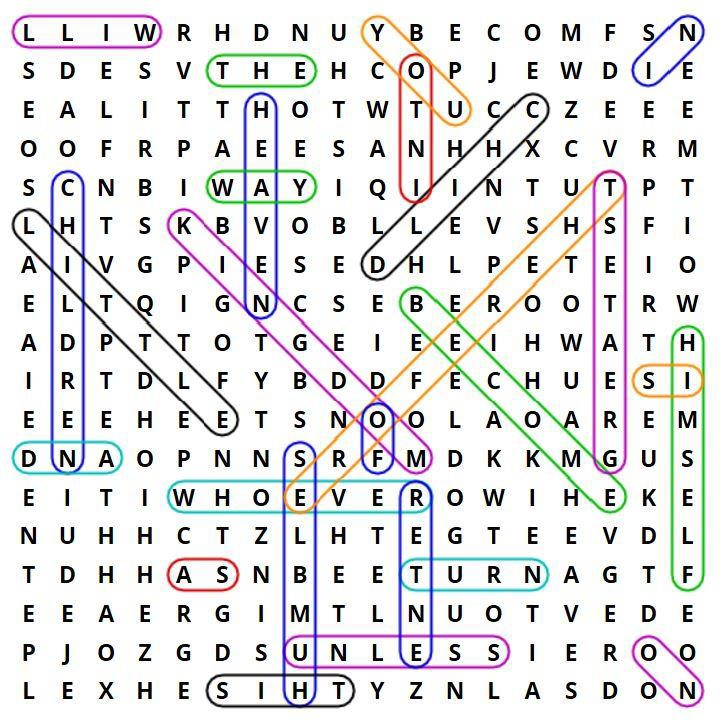 L L I W R H D N U Y B E C O M F S N
S D E S V T H E H C O P J E W D I E
E A L I T T H O T W T U C C Z E E E
O O F R P A E E S A N H H X C V R M
S C N B I W A Y I Q I I N T U T P T
L H T S K B V O B L L E V S H S F I
A I V G P I E S E D H L P E T E I O
E L T Q I G N C S E B E R O O T R W
A D P T T O T G E I E E I H W A T H
I R T D L F Y B D D F E C H U E S I
E E E H E E T S N O O L A O A R E M
D N A O P N N S R F M D K K M G U S
E I T I W H O E V E R O W I H E K E
N U H H C T Z L H T E G T E E V D L
T D H H A S N B E E T U R N A G T F
E E A E R G I M T L N U O T V E D E
P J O Z G D S U N L E S S I E R O O
L E X H E S I H T Y Z N L A S D O N